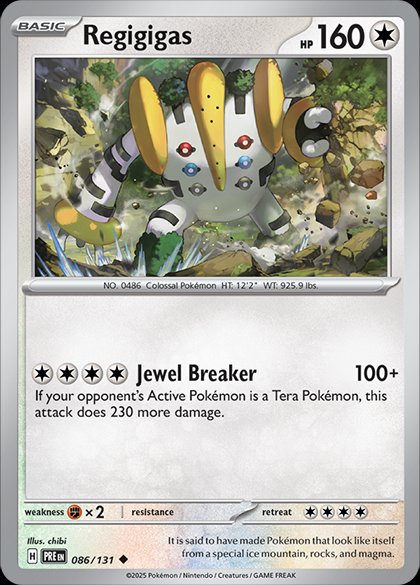 BASIC
Regigigas
HP 160
NO. 0486 Colossal Pokémon HT: 12'2" WT: 925.9 lbs.
Jewel Breaker 100+
If your opponent's Active Pokémon is a Tera Pokémon, this
attack does 230 more damage.
weakness ×2 resistance retreat
Illus. chibi
H PRE EN 086/131
It is said to have made Pokémon that look like itself
from a special ice mountain, rocks, and magma.
©2025 Pokémon / Nintendo / Creatures / GAME FREAK